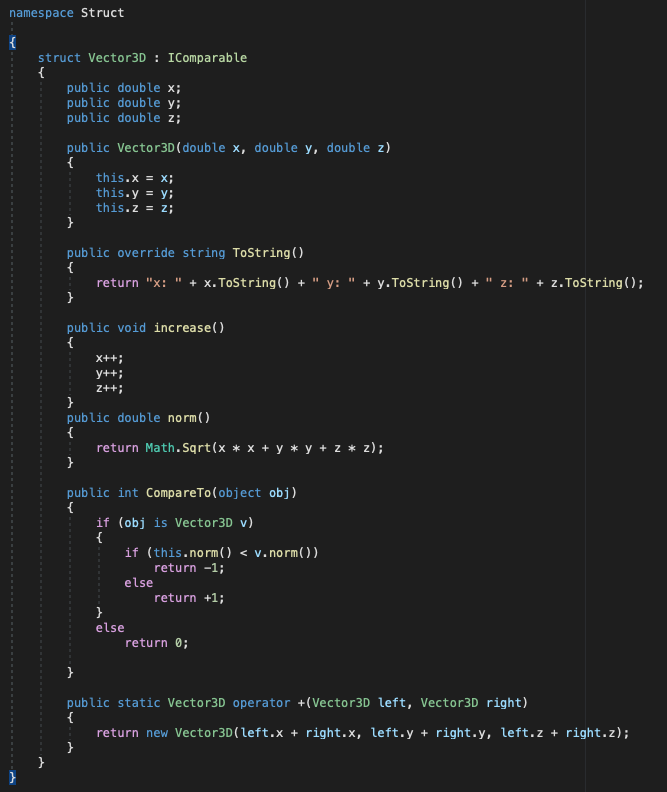 namespace Struct
{
    struct Vector3D : IComparable
    {
        public double x;
        public double y;
        public double z;
        public Vector3D(double x, double y, double z)
        {
            this.x = x;
            this.y = y;
            this.z = z;
        }
        public override string ToString()
        {
            return "x: " + x.ToString() + " y: " + y.ToString() + " z: " + z.ToString();
        }
        public void increase()
        {
            x++;
            y++;
            z++;
        }
        public double norm()
        {
            return Math.Sqrt(x * x + y * y + z * z);
        }
        public int CompareTo(object obj)
        {
            if (obj is Vector3D v)
            {
                if (this.norm() < v.norm())
                    return -1;
                else
                    return +1;
            }
            else
                return 0;
        }
        public static Vector3D operator +(Vector3D left, Vector3D right)
        {
            return new Vector3D(left.x + right.x, left.y + right.y, left.z + right.z);
        }
    }
}